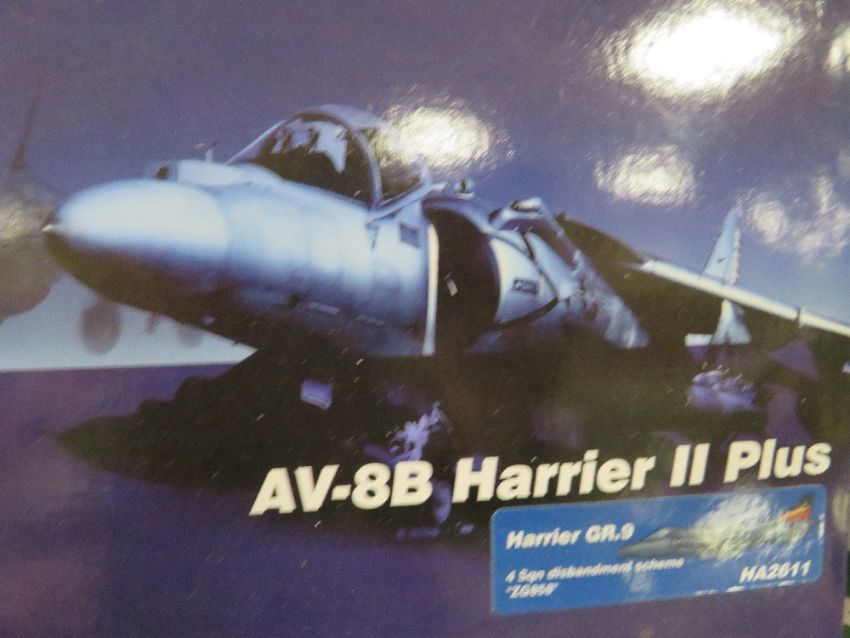 AV-8B Harrier II Plus
Harrier GR.9
4 Sqn disbandment scheme
HA2611